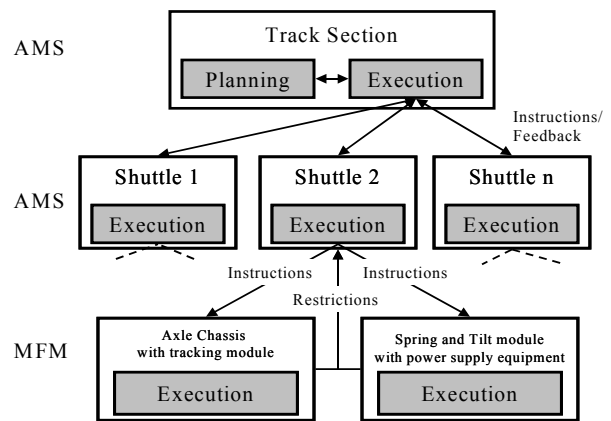 AMS
Track Section
Planning
Execution
Instructions/
Feedback
AMS
Shuttle 1
Shuttle 2
Shuttle n
Execution
Execution
Execution
Instructions
Instructions
Restrictions
MFM
Axle Chassis
with tracking module
Spring and Tilt module
with power supply equipment
Execution
Execution